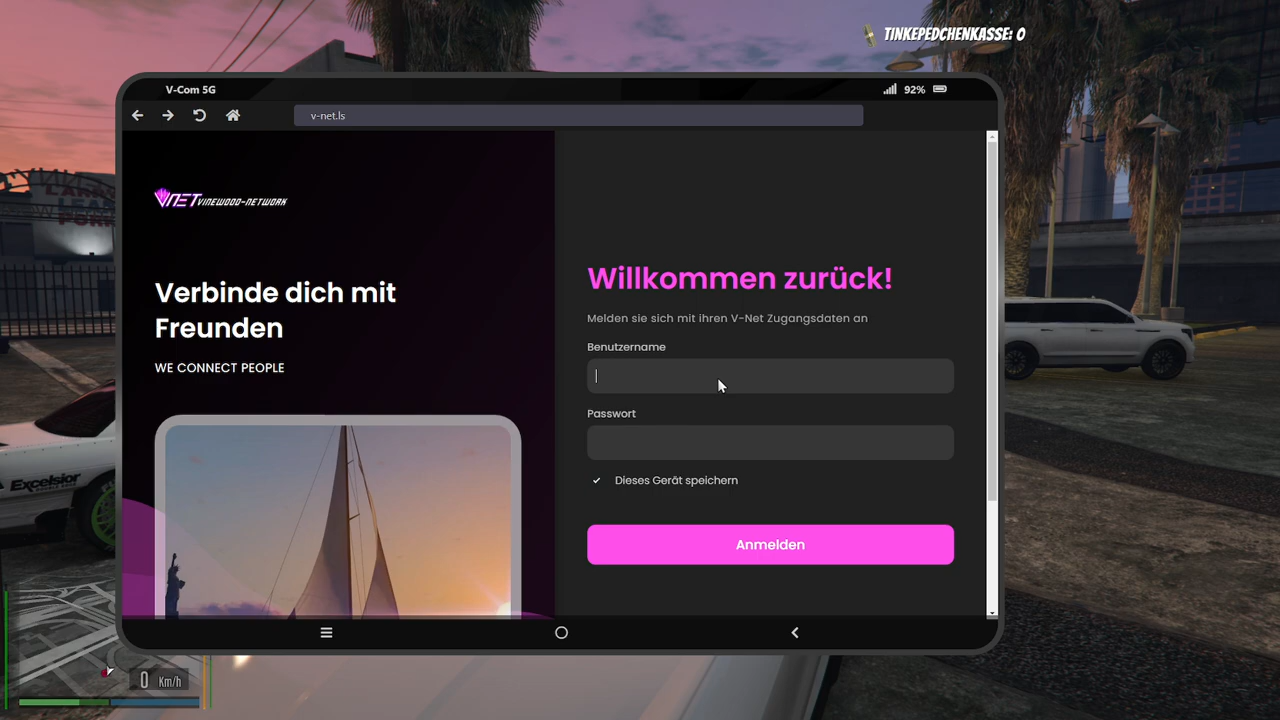 TINKEPEDCHENKASSE: 0
V-Com 5G
92%
v-net.ls
VNET VINEWOOD-NETWORK
Verbinde dich mit
Freunden
WE CONNECT PEOPLE
Willkommen zurück!
Melden sie sich mit ihren V-Net Zugangsdaten an
Benutzername
Passwort
Dieses Gerät speichern
Anmelden
Excelsior
0 Km/h